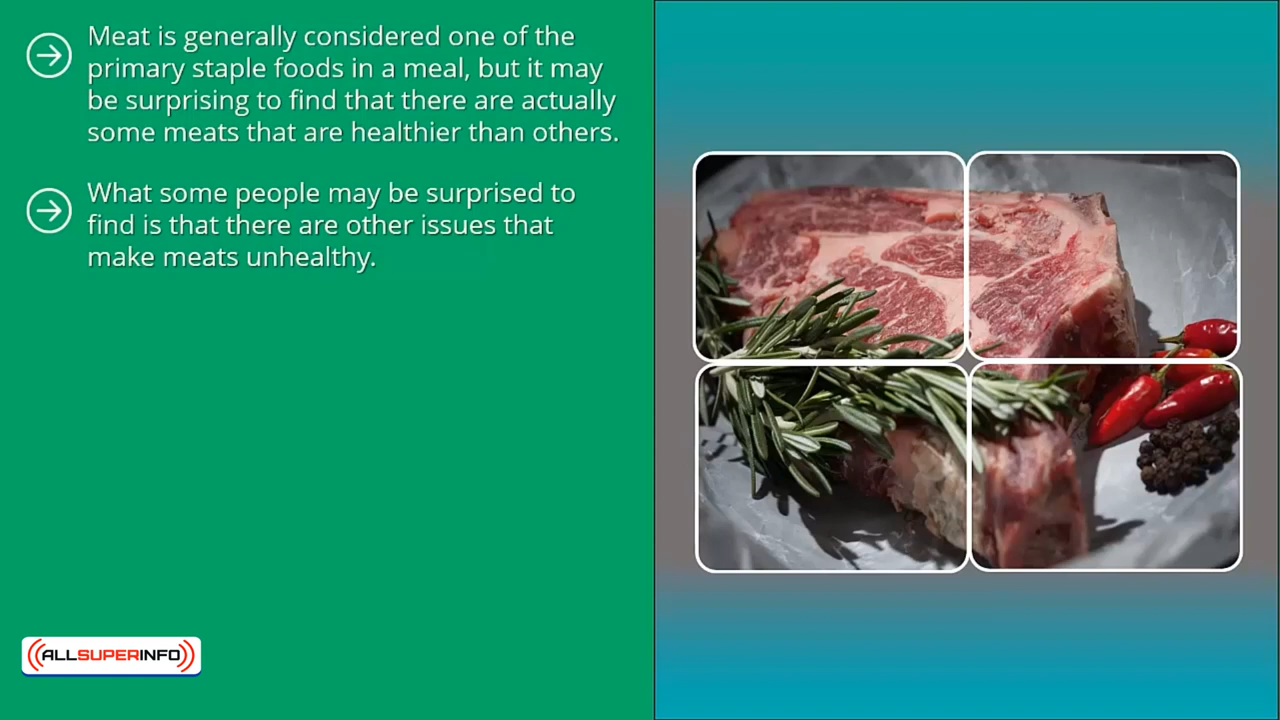 Meat is generally considered one of the
primary staple foods in a meal, but it may
be surprising to find that there are actually
some meats that are healthier than others.
What some people may be surprised to
find is that there are other issues that
make meats unhealthy.
ALLSUPERINFO